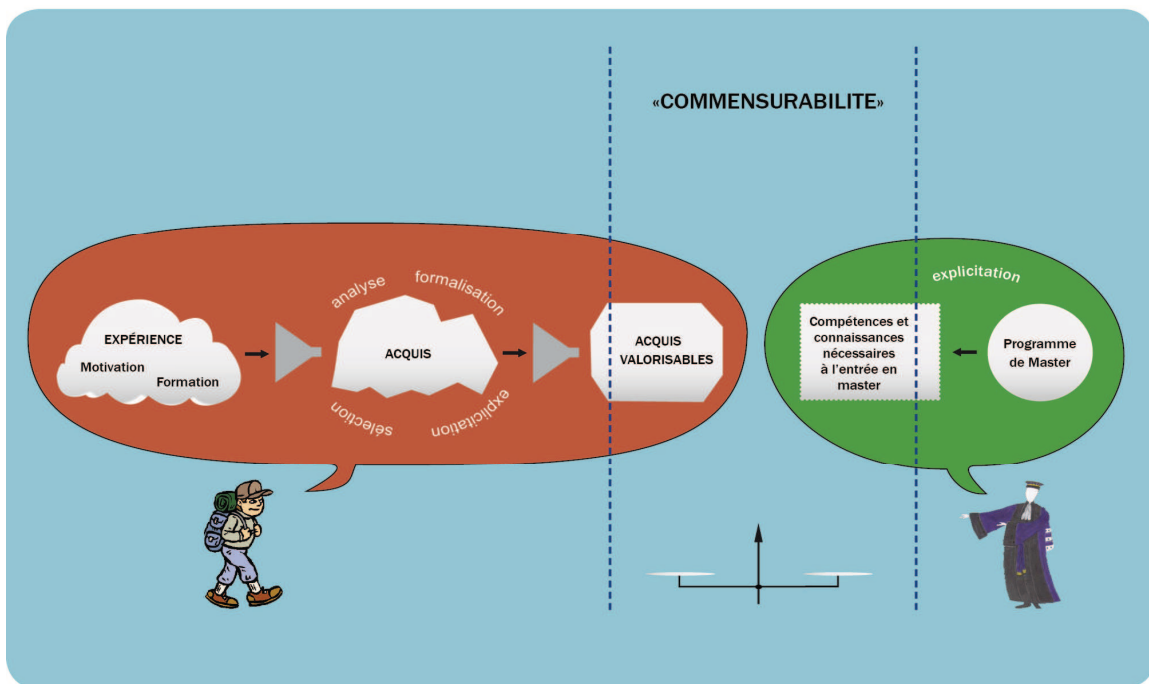 «COMMENSURABILITE»
EXPÉRIENCE
Motivation
Formation
analyse
formalisation
ACQUIS
sélection
explicitation
ACQUIS
VALORISABLES
explicitation
Compétences et
connaissances
nécessaires
à l'entrée en
master
Programme
de Master